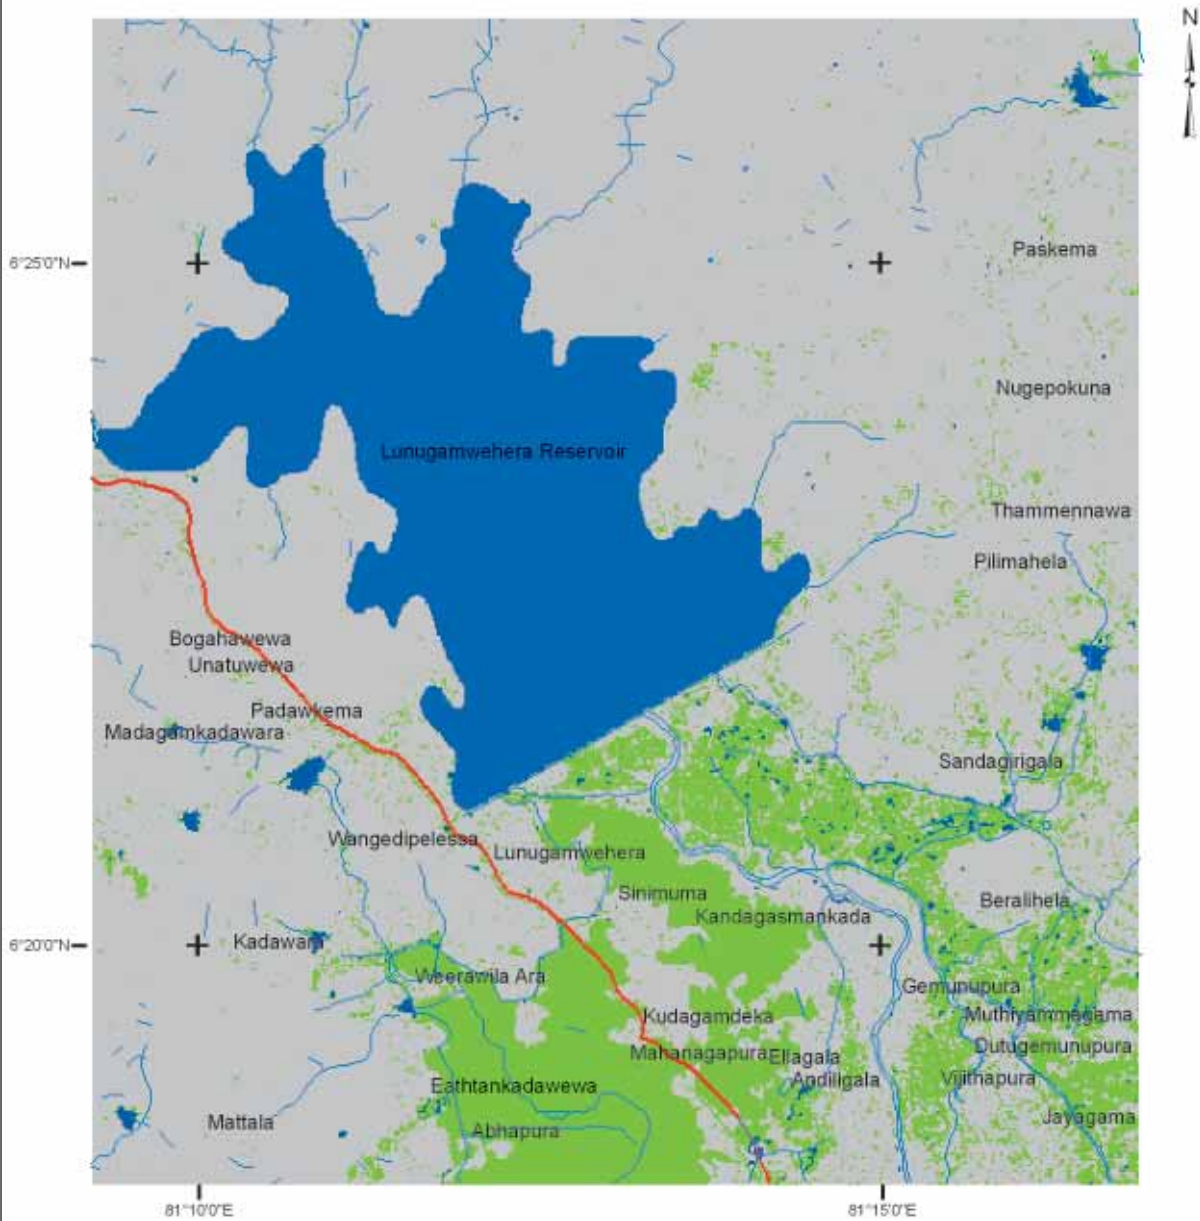 N
6°25'0"N
Paskema
Nugepokuna
Lunugamwehera Reservoir
Thammennawa
Pilimahela
Bogahawewa
Unatuwewa
Padawkema
Madagamkadawara
Sandagirigala
Wangedipelessa
Lunugamwehera
Sinimuma
Beralihela
Kandagasmankada
6°20'0"N
Kadawara
Weerawila Ara
Gemunupura
Kudagamdeka
Muthiyammagama
Mahanagapura
Ellagala
Dutugemunupura
Andiligala
Vijithapura
Eathtankadawewa
Mattala
Abhapura
Jayagama
81°10'0"E
81°15'0"E